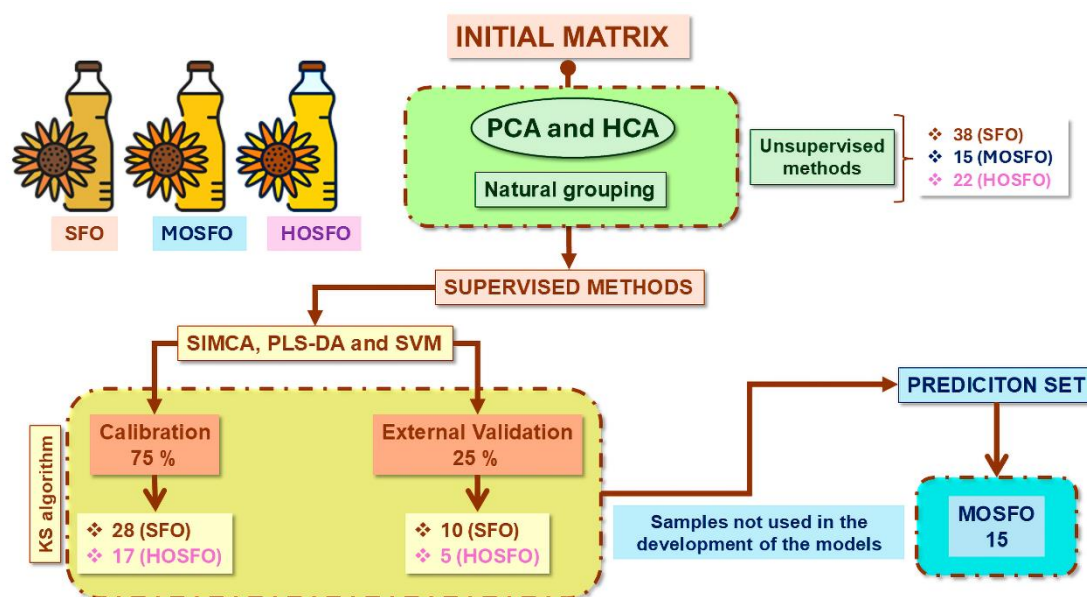 INITIAL MATRIX
PCA and HCA
Natural grouping
Unsupervised
methods
❖ 38 (SFO)
❖ 15 (MOSFO)
❖ 22 (HOSFO)
SFO
MOSFO
HOSFO
SUPERVISED METHODS
SIMCA, PLS-DA and SVM
KS algorithm
Calibration
75 %
External Validation
25 %
❖ 28 (SFO)
❖ 17 (HOSFO)
❖ 10 (SFO)
❖ 5 (HOSFO)
Samples not used in the
development of the models
PREDICITON SET
MOSFO
15